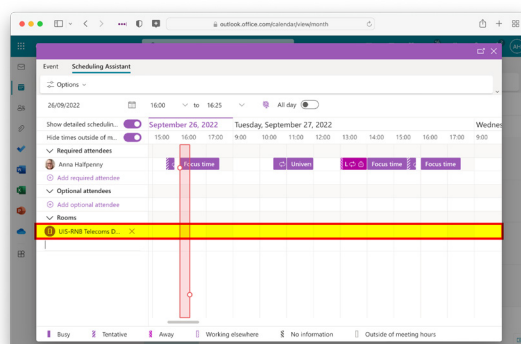 outlook.office.com/calendar/view/month
AH
Event Scheduling Assistant
Options
26/09/2022 16:00 to 16:25 All day
Show detailed schedulin... September 26, 2022 Tuesday, September 27, 2022 Wednes
Hide times outside of m... 15:00 16:00 17:00 9:00 10:00 11:00 12:00 13:00 14:00 15:00 16:00 17:00 9:00
Required attendees
Anna Halfpenny Focus time Univer L Focus time Focus time
Add required attendee
Optional attendees
Add optional attendee
Rooms
UIS-RNB Telecoms D...
Busy Tentative Away Working elsewhere No information Outside of meeting hours